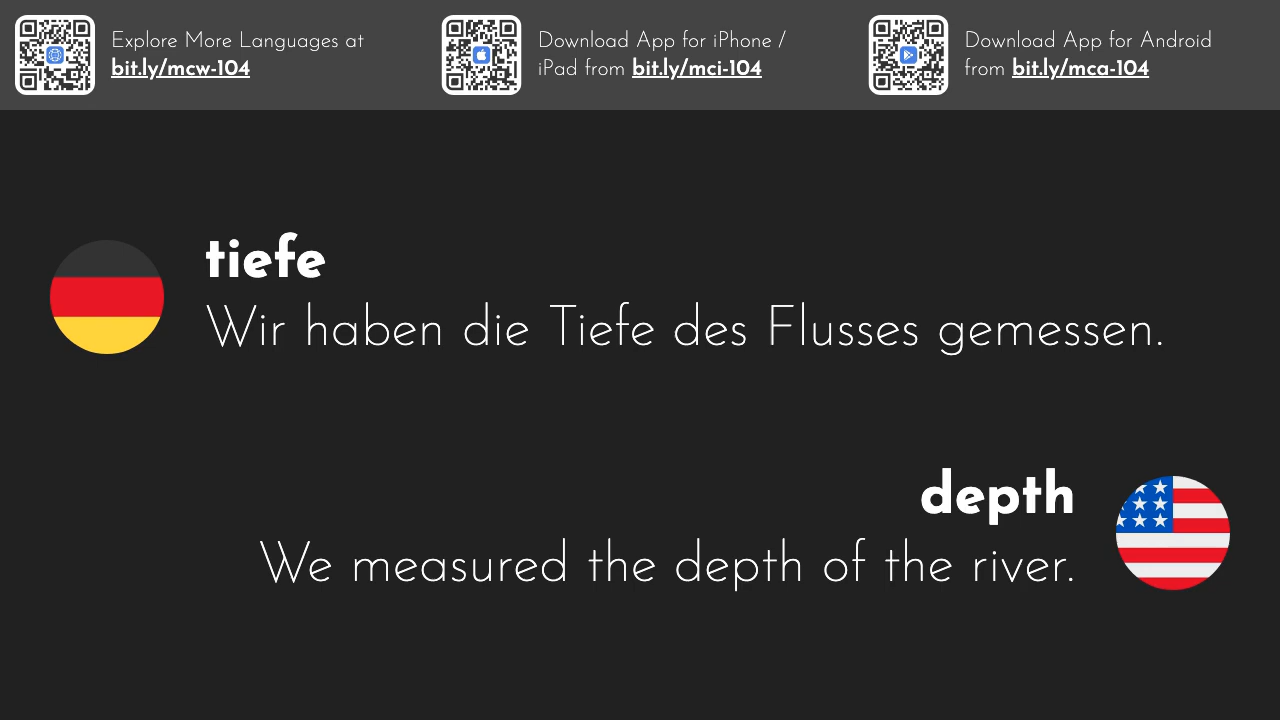 Explore More Languages at
bit.ly/mcw-104
Download App for iPhone /
iPad from bit.ly/mci-104
Download App for Android
from bit.ly/mca-104
tiefe
Wir haben die Tiefe des Flusses gemessen.
depth
We measured the depth of the river.